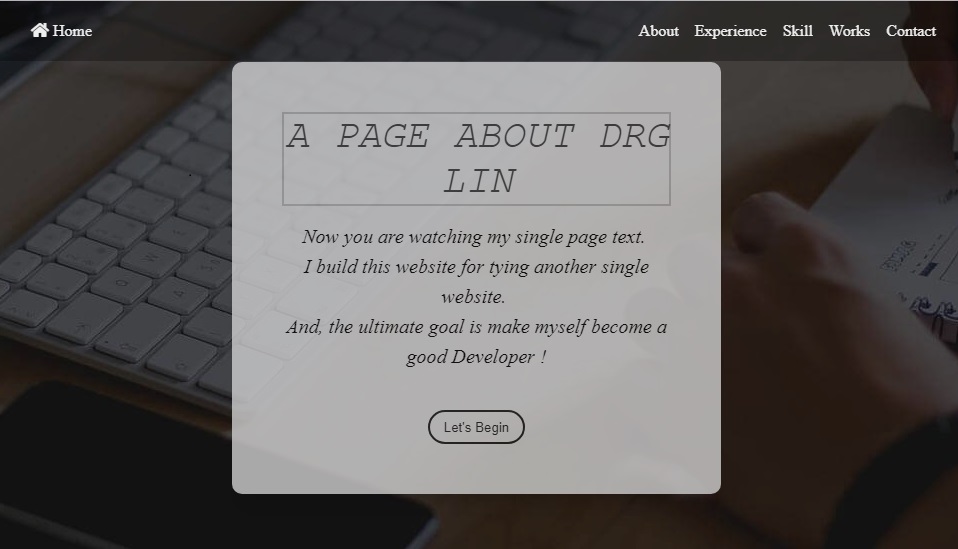 Home
About Experience Skill Works Contact
A PAGE ABOUT DRG
LIN
Now you are watching my single page text.
I build this website for tying another single
website.
And, the ultimate goal is make myself become a
good Developer !
Let's Begin